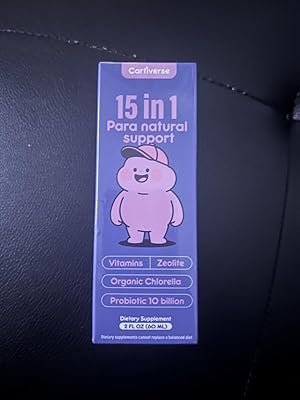 Cartiverse
15 in 1
Para natural
support
Vitamins | Zeolite
Organic Chlorella
Probiotic 10 billion
Dietary Supplement
2 FL OZ (60 ML)
Dietary supplements cannot replace a balanced diet